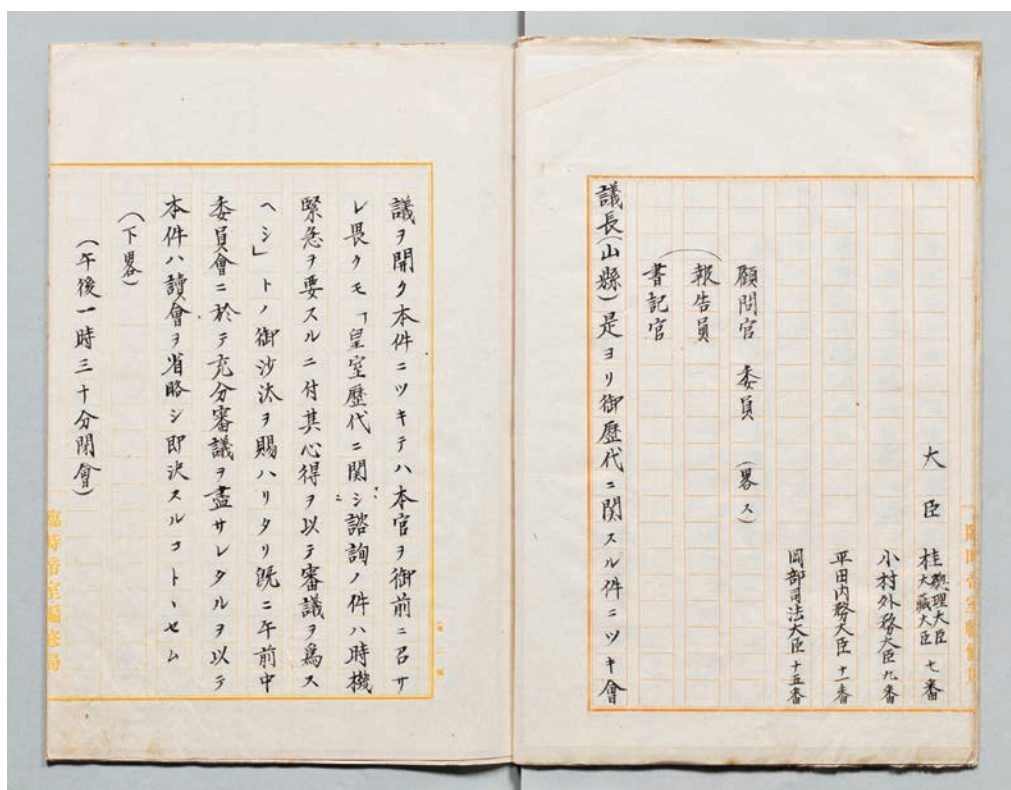 大臣 桂總理大臣大藏大臣 七番
小村外務大臣 九番
平田内務大臣 十一番
岡部司法大臣 十五番
顧問官 委員 (畧ス)
(報告員
書記官)
議長(山縣)是ヨリ御歴代ニ関スル件ニツキ會
議ヲ開ク本件ニツキテハ本官ヲ御前ニ召サ
レ畏クモ「皇室歴代ニ関シ諮詢ノ件ハ時機
緊急ヲ要スルニ付其心得ヲ以テ審議ヲ爲ス
ヘシ」トノ御沙汰ヲ賜ハリタリ既ニ午前中
委員會ニ於テ充分審議ヲ盡サレタルヲ以テ
本件ハ讀會ヲ省略シ即決スルコトヽセム
(下畧)
(午後一時三十分閉會)
臨時帝室編修局